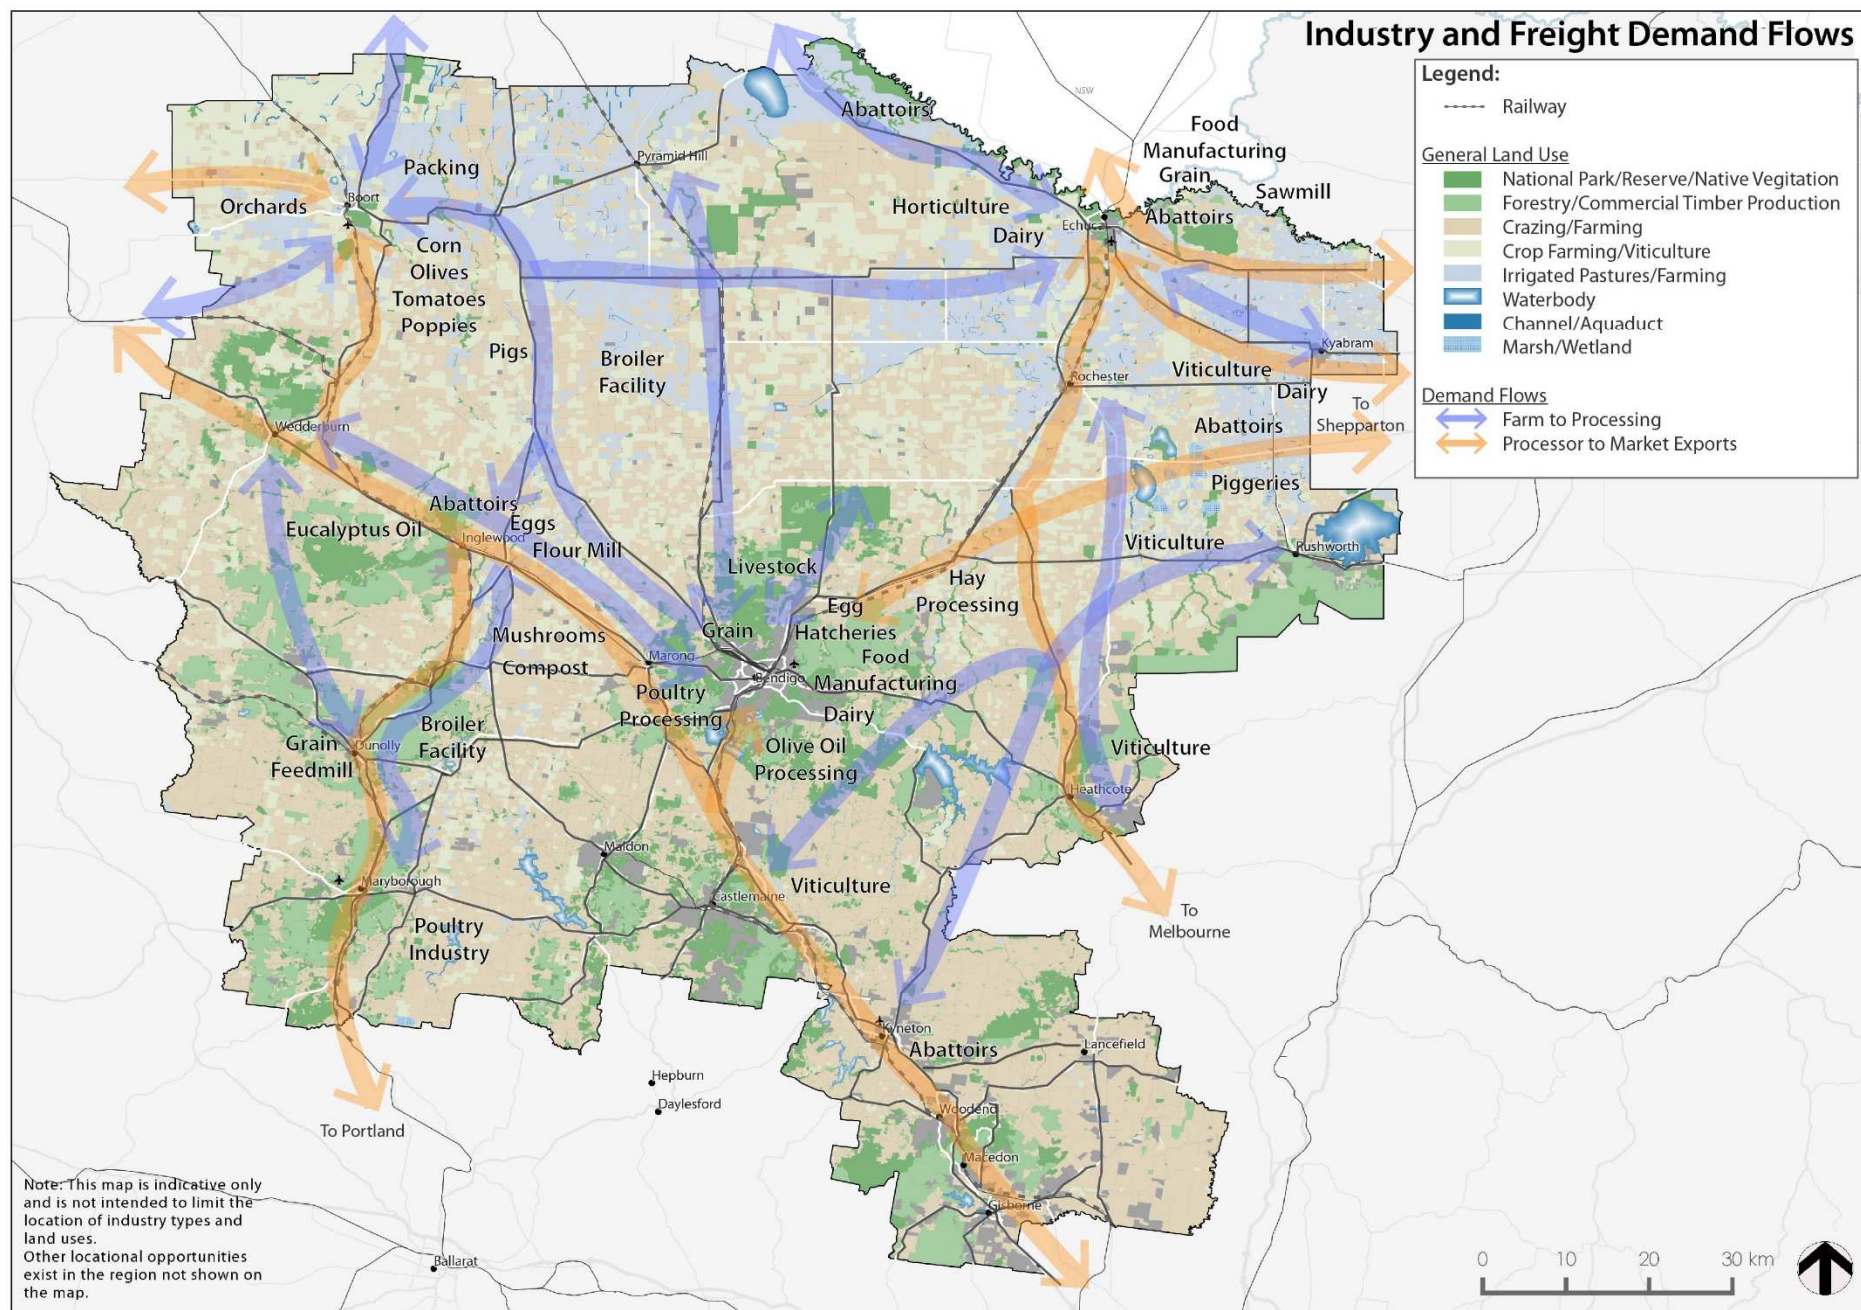 Industry and Freight Demand Flows
Legend:
Railway
General Land Use
National Park/Reserve/Native Vegitation
Forestry/Commercial Timber Production
Crazing/Farming
Crop Farming/Viticulture
Irrigated Pastures/Farming
Waterbody
Channel/Aquaduct
Marsh/Wetland
Demand Flows
Farm to Processing
Processor to Market Exports
NSW
Abattoirs
Food
Manufacturing
Grain
Sawmill
Abattoirs
Pyramid Hill
Packing
Boort
Orchards
Horticulture
Dairy
Echuca
Corn
Olives
Tomatoes
Poppies
Pigs
Broiler
Facility
Kyabram
Rochester
Viticulture
Dairy
To
Shepparton
Wedderburn
Abattoirs
Piggeries
Abattoirs
Eggs
Flour Mill
Eucalyptus Oil
Inglewood
Viticulture
Rushworth
Livestock
Hay
Processing
Egg
Hatcheries
Grain
Food
Manufacturing
Mushrooms
Compost
Marong
Bendigo
Poultry
Processing
Dairy
Broiler
Facility
Grain
Feedmill
Dunolly
Olive Oil
Processing
Viticulture
Heathcote
Maldon
Maryborough
Castlemaine
Viticulture
Poultry
Industry
To
Melbourne
Kyneton
Abattoirs
Lancefield
Hepburn
Daylesford
To Portland
Woodend
Macedon
Gisborne
Ballarat
Note: This map is indicative only
and is not intended to limit the
location of industry types and
land uses.
Other locational opportunities
exist in the region not shown on
the map.
0 10 20 30 km